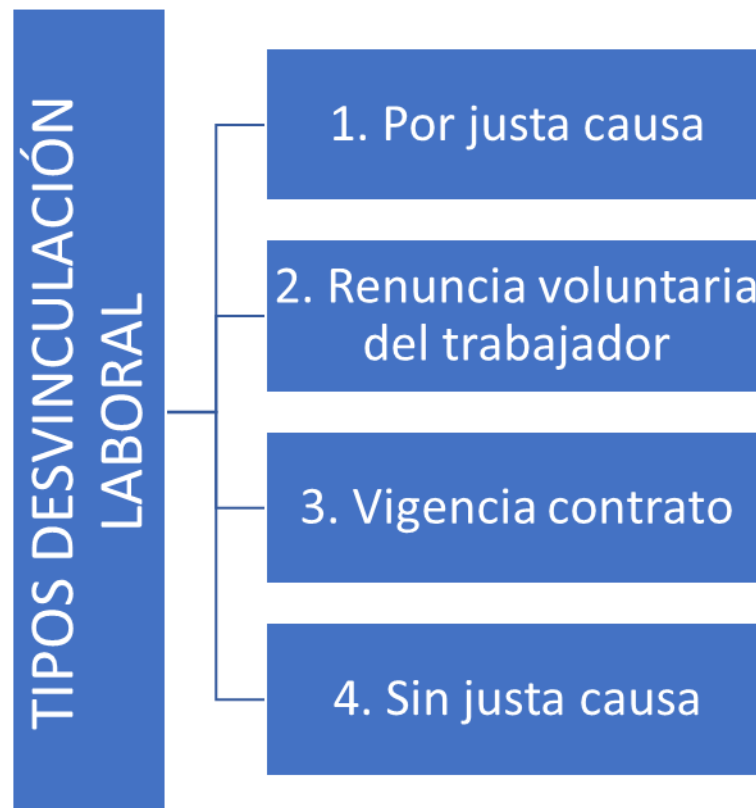 TIPOS DESVINCULACIÓN
LABORAL
1. Por justa causa
2. Renuncia voluntaria
del trabajador
3. Vigencia contrato
4. Sin justa causa